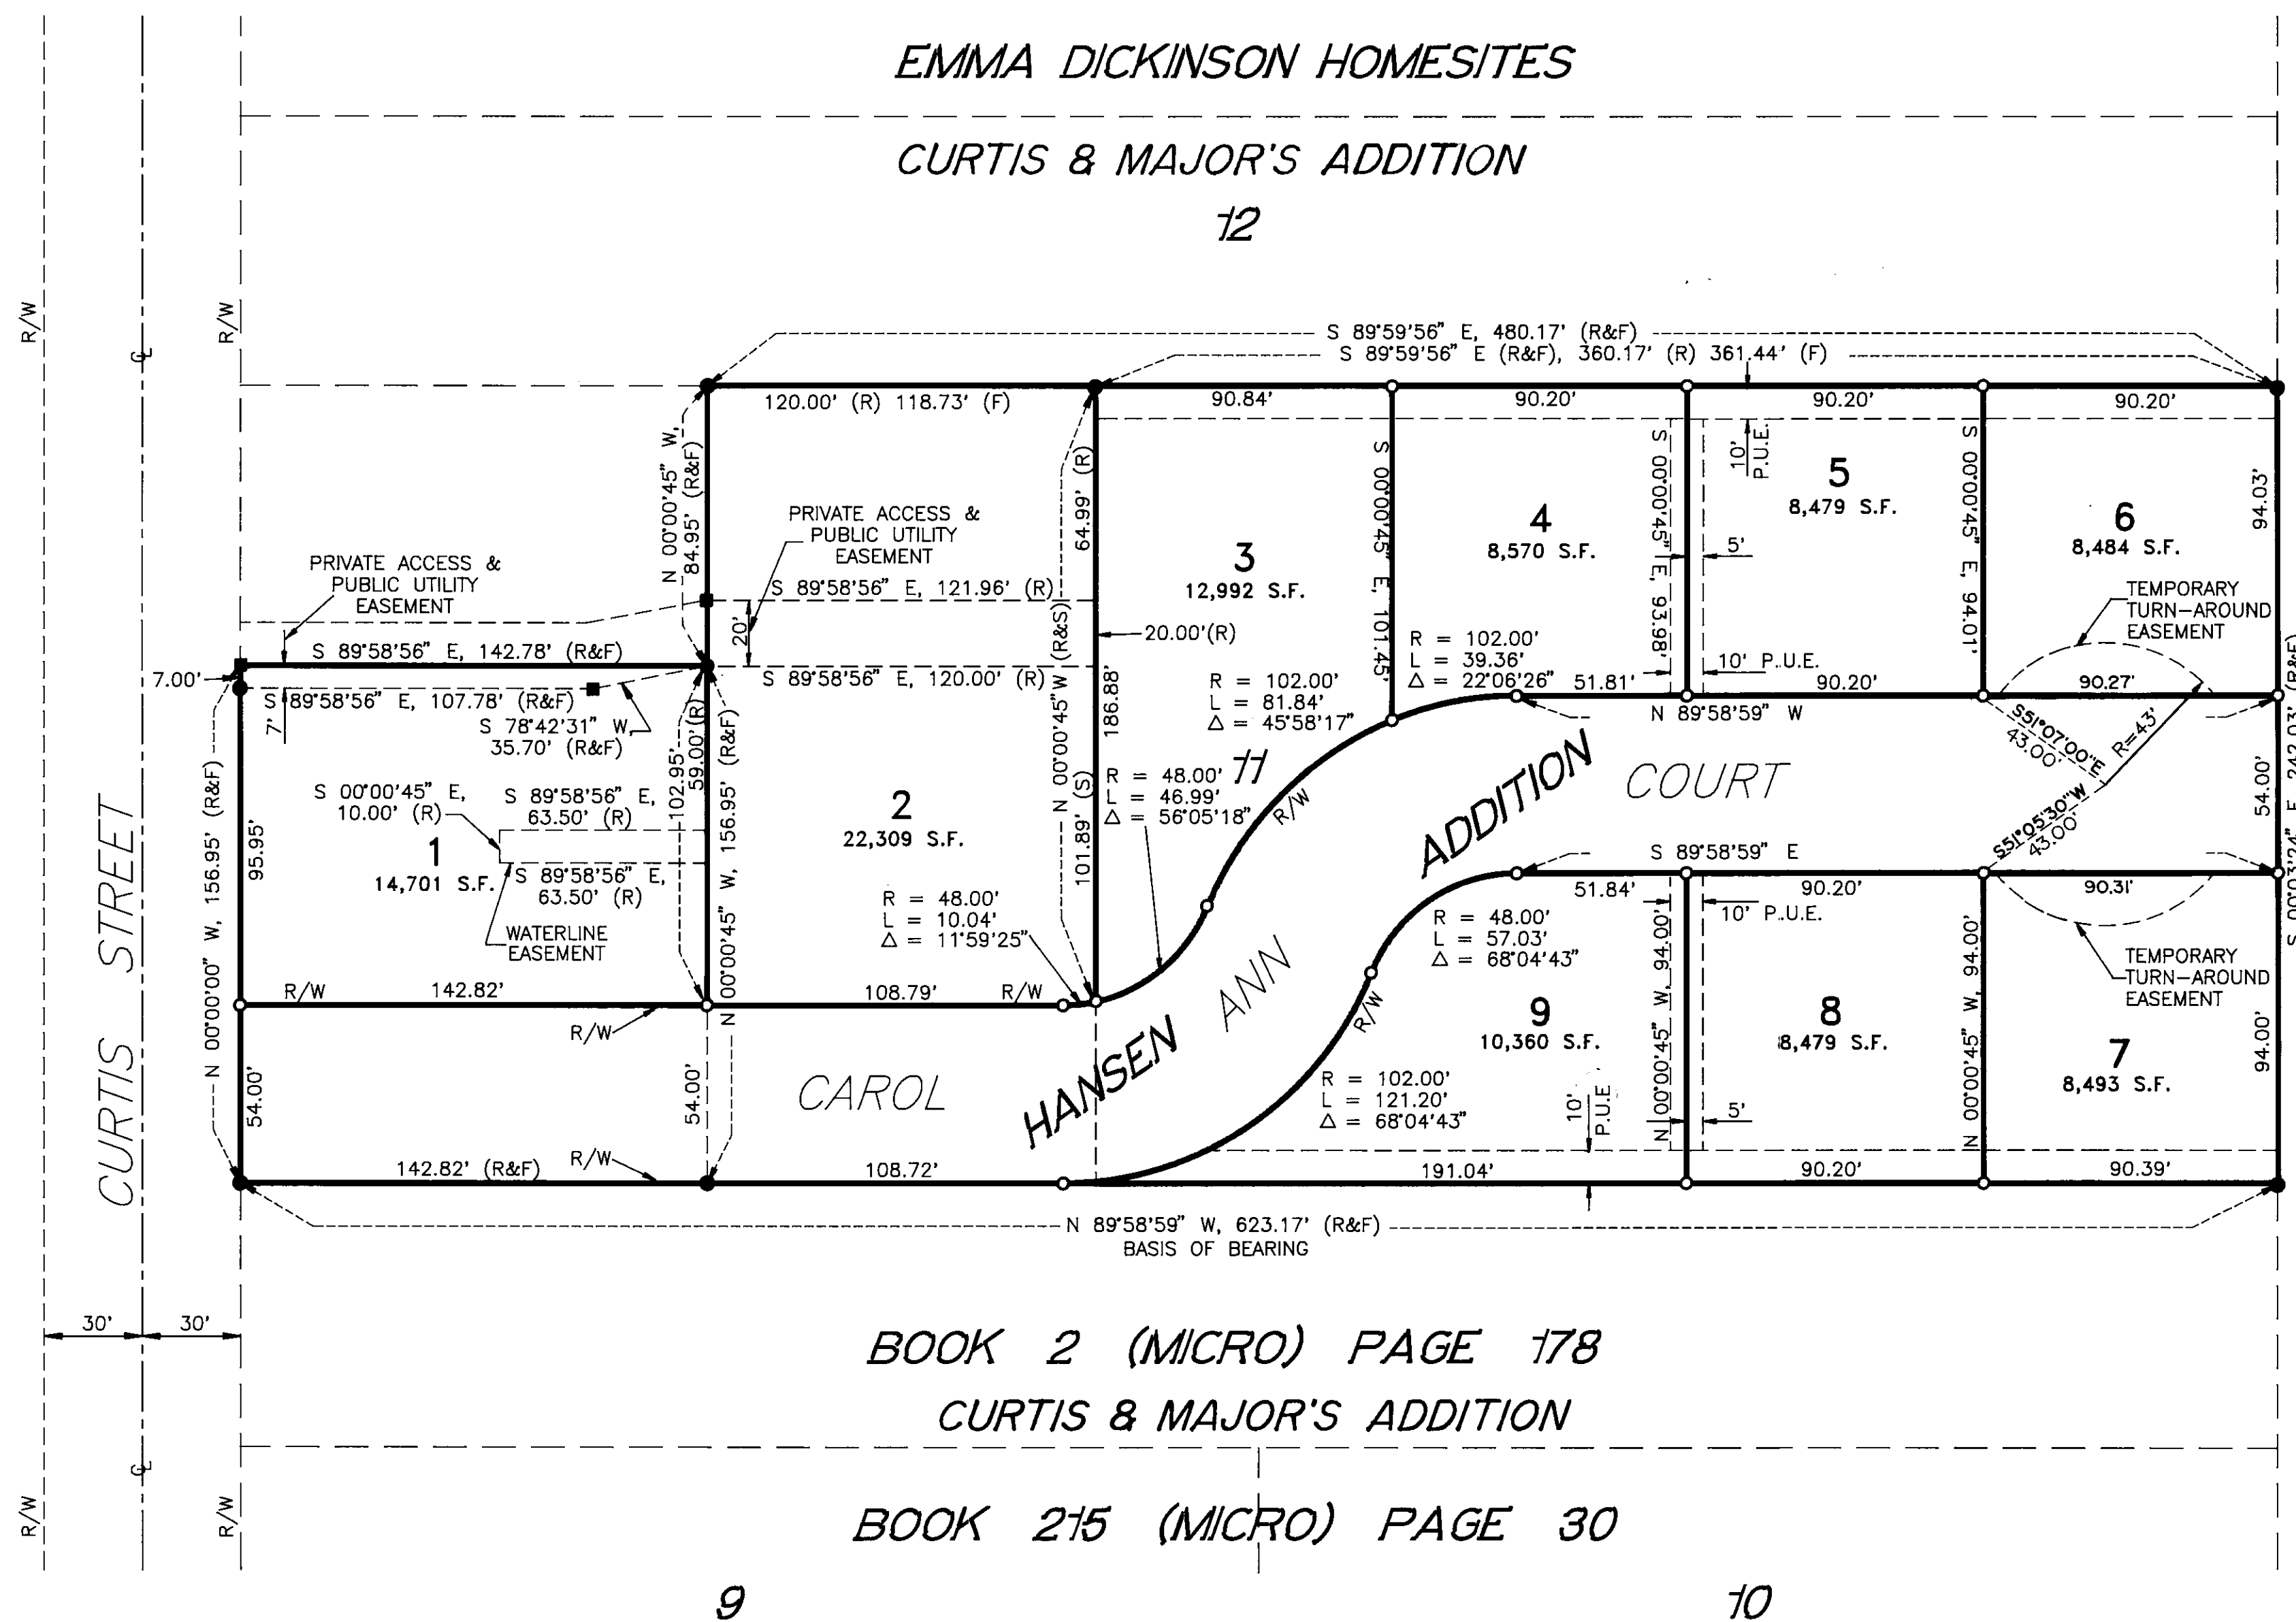 EMMA DICKINSON HOMESITES
CURTIS & MAJOR'S ADDITION
12
R/W
R/W
S 89°59'56" E, 480.17' (R&F)
S 89°59'56" E (R&F), 360.17' (R) 361.44' (F)
120.00' (R) 118.73' (F)
90.84'
90.20'
90.20'
90.20'
N 00°00'45" W,
84.95' (R&F)
64.99' (R)
S 00°00'45" E, 101.45'
S 00°00'45" E, 93.98'
10'
P.U.E.
S 00°00'45" E, 94.01'
94.03'
5
8,479 S.F.
4
8,570 S.F.
6
8,484 S.F.
3
12,992 S.F.
5'
PRIVATE ACCESS &
PUBLIC UTILITY
EASEMENT
PRIVATE ACCESS &
PUBLIC UTILITY
EASEMENT
S 89°58'56" E, 121.96' (R)
20'
20.00'(R)
TEMPORARY
TURN-AROUND
EASEMENT
S 89°58'56" E, 142.78' (R&F)
7.00'
S 89°58'56" E, 107.78' (R&F)
7'
S 78°42'31" W,
35.70' (R&F)
S 89°58'56" E, 120.00' (R)
R = 102.00'
L = 81.84'
Δ = 45°58'17"
R = 102.00'
L = 39.36'
Δ = 22°06'26"
10' P.U.E.
51.81'
90.20'
90.27'
N 89°58'59" W
S51°07'00"E
43.00'
R=43'
S51°05'30"W
43.00'
54.00'
S 00°03'24" E, 242.03' (R&F)
N 00°00'00" W, 156.95' (R&F)
95.95'
102.95'
59.00'(R)
N 00°00'45" W, 156.95' (R&F)
N 00°00'45"W (R&S)
186.88'
101.89' (S)
S 00°00'45" E,
10.00' (R)
S 89°58'56" E,
63.50' (R)
1
14,701 S.F.
S 89°58'56" E,
63.50' (R)
WATERLINE
EASEMENT
2
22,309 S.F.
R = 48.00'
L = 10.04'
Δ = 11°59'25"
R = 48.00'
L = 46.99'
Δ = 56°05'18"
11
R/W
HANSEN ADDITION
CAROL ANN COURT
CURTIS STREET
S 89°58'59" E
51.84'
90.20'
90.31'
10' P.U.E.
R = 48.00'
L = 57.03'
Δ = 68°04'43"
TEMPORARY
TURN-AROUND
EASEMENT
R/W
142.82'
R/W
108.79'
R/W
R/W
9
10,360 S.F.
8
8,479 S.F.
7
8,493 S.F.
N 00°00'45" W, 94.00'
N 00°00'45" W, 94.00'
94.00'
54.00'
54.00'
R = 102.00'
L = 121.20'
Δ = 68°04'43"
10'
P.U.E
5'
142.82' (R&F)
R/W
108.72'
191.04'
90.20'
90.39'
N 89°58'59" W, 623.17' (R&F)
BASIS OF BEARING
30'
30'
BOOK 2 (MICRO) PAGE 178
CURTIS & MAJOR'S ADDITION
R/W
R/W
BOOK 215 (MICRO) PAGE 30
9
10